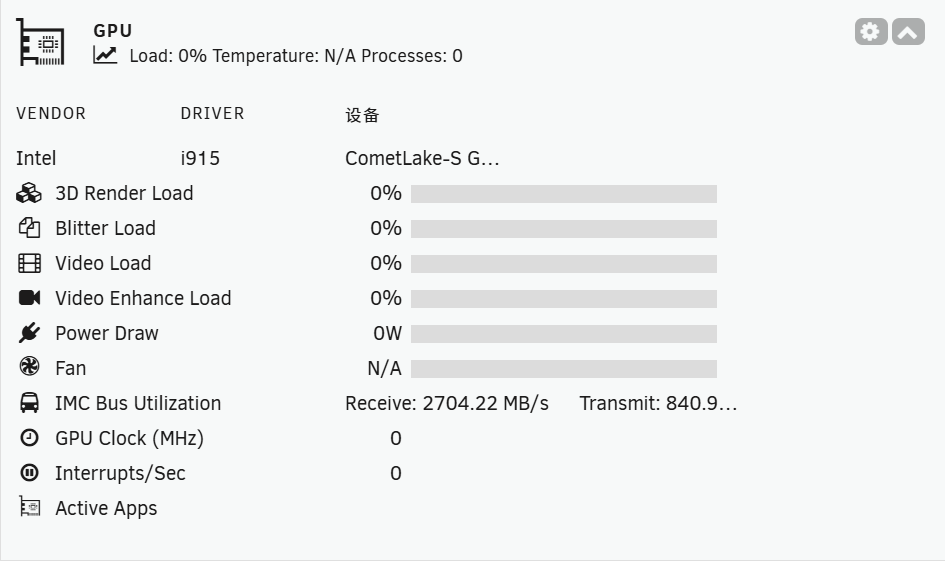 GPU
Load: 0% Temperature: N/A Processes: 0
VENDOR DRIVER 设备
Intel i915 CometLake-S G...
3D Render Load 0%
Blitter Load 0%
Video Load 0%
Video Enhance Load 0%
Power Draw 0W
Fan N/A
IMC Bus Utilization Receive: 2704.22 MB/s Transmit: 840.9...
GPU Clock (MHz) 0
Interrupts/Sec 0
Active Apps